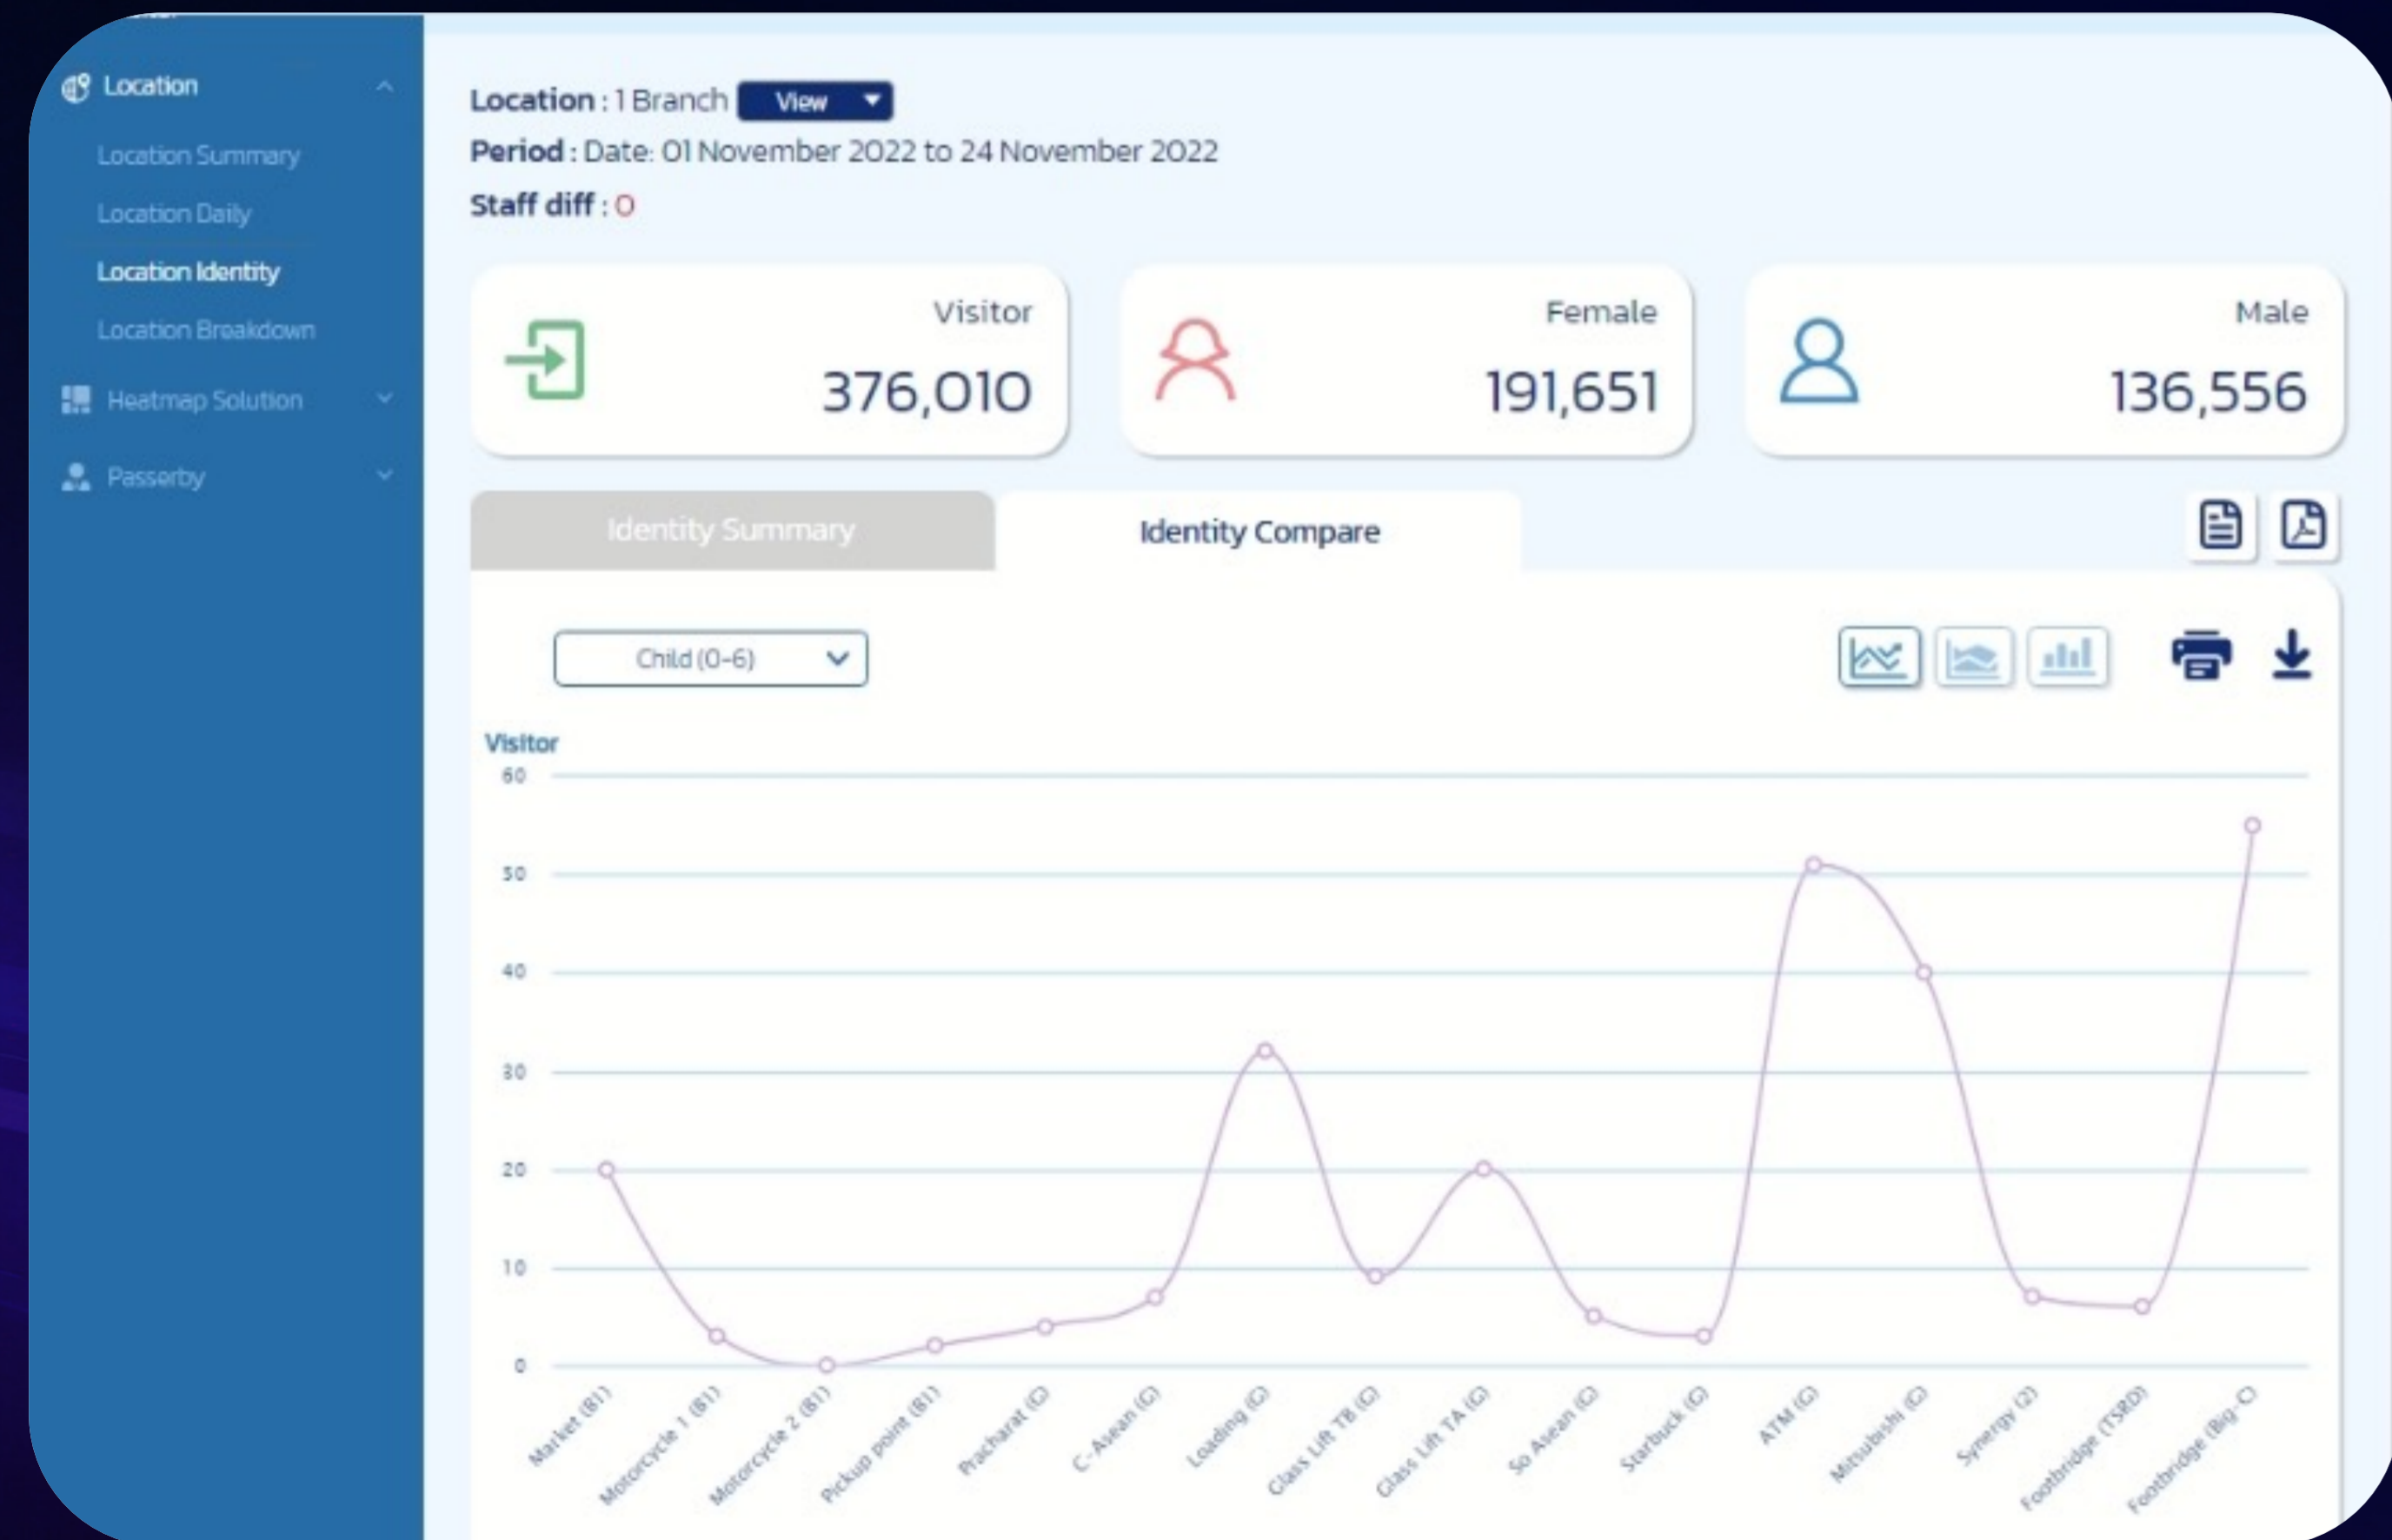 Location
Location Summary
Location Daily
Location Identity
Location Breakdown
Heatmap Solution
Passerby
Location : 1 Branch View
Period : Date: 01 November 2022 to 24 November 2022
Staff diff : 0
Visitor
376,010
Female
191,651
Male
136,556
Identity Summary
Identity Compare
Child (0-6)
Visitor
60
50
40
30
20
10
0
Market (B1)
Motorcycle 1 (B1)
Motorcycle 2 (B1)
Pickup point (B1)
Pracharat (G)
C-Asean (G)
Loading (G)
Glass Lift TB (G)
Glass Lift TA (G)
So Asean (G)
Starbuck (G)
ATM (G)
Mitsubishi (G)
Synergy (2)
Footbridge (TSRD)
Footbridge (Big-C)